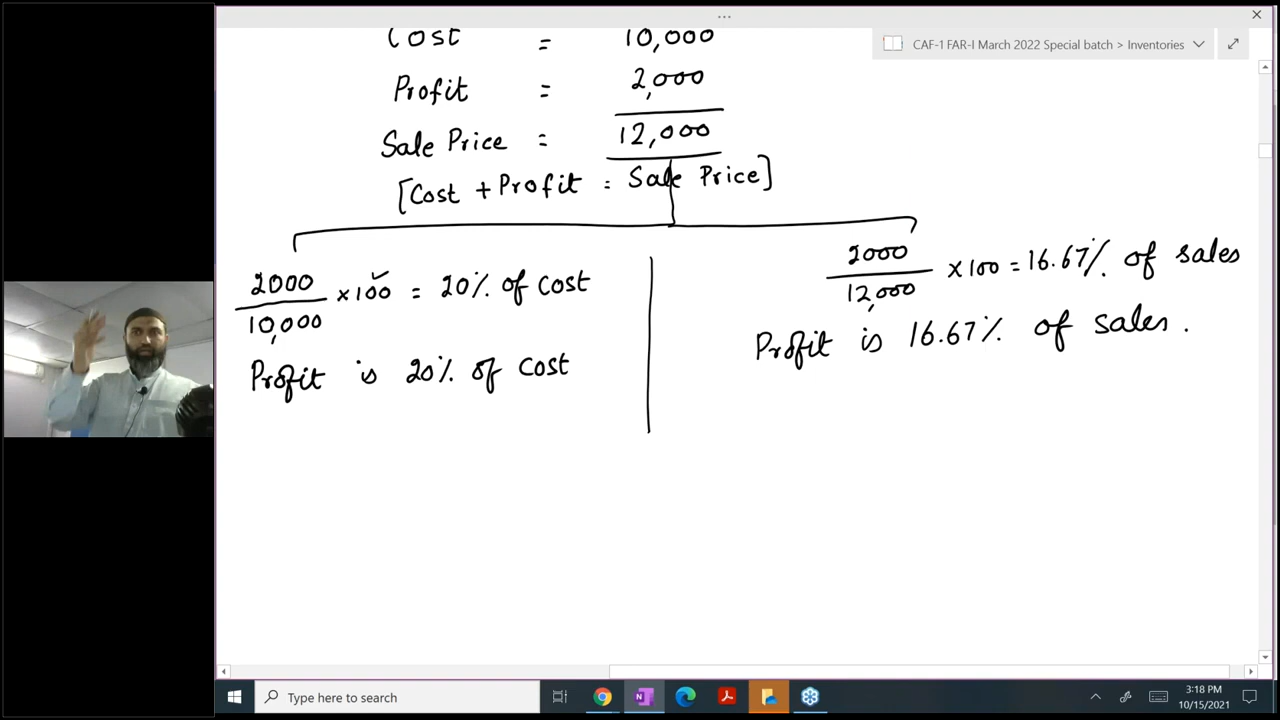 CAF-1 FAR-I March 2022 Special batch > Inventories
Cost = 10,000
Profit = 2,000
Sale Price = 12,000
[Cost + Profit = Sale Price]
2000
10,000
×100 = 20% of cost
Profit is 20% of cost
2000
12,000
×100 = 16.67% of sales
Profit is 16.67% of sales.
Type here to search
3:18 PM
10/15/2021